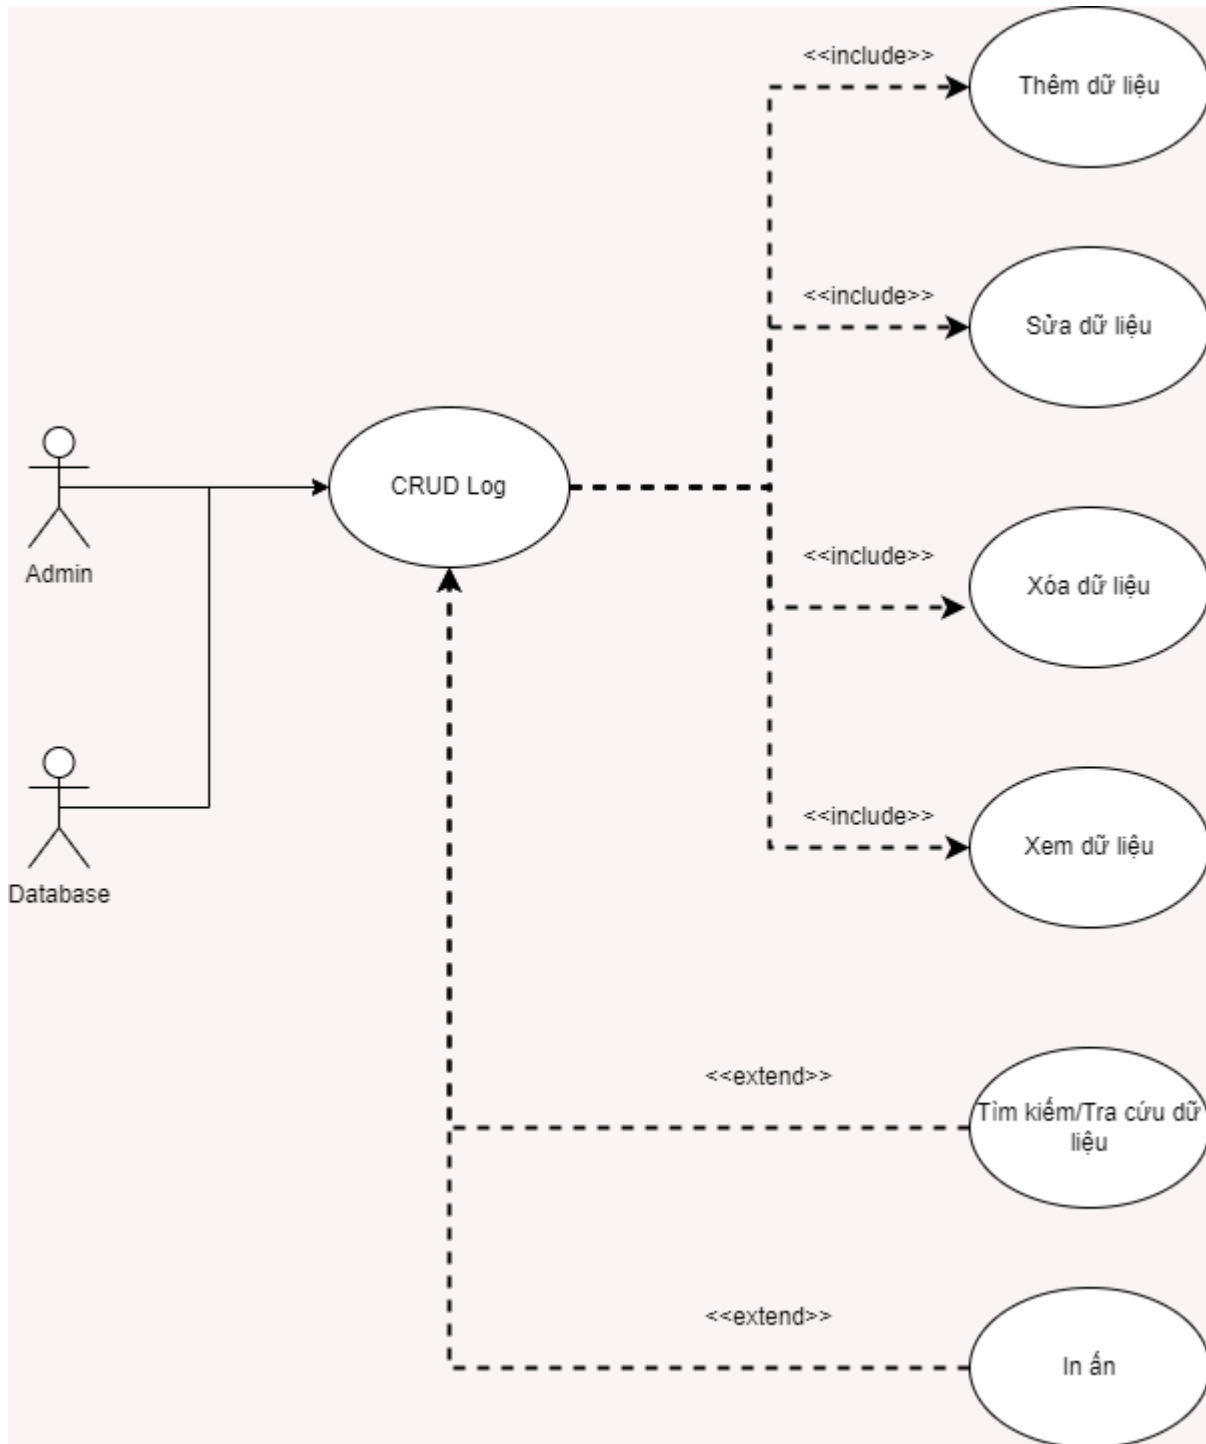 <<include>>
Thêm dữ liệu
<<include>>
Sửa dữ liệu
CRUD Log
Admin
<<include>>
Xóa dữ liệu
<<include>>
Xem dữ liệu
Database
<<extend>>
Tìm kiếm/Tra cứu dữ
liệu
<<extend>>
In ấn